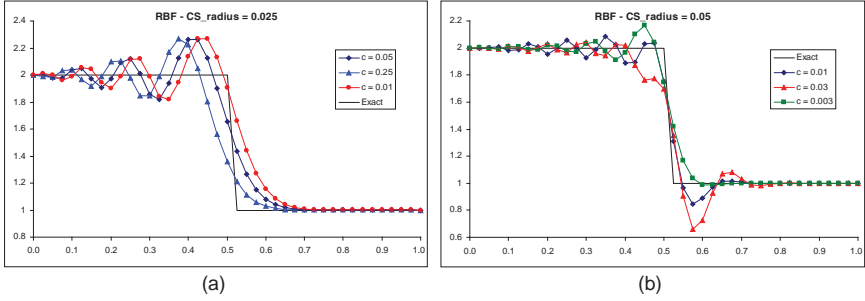 RBF - CS_radius = 0.025
2.4
2.2
2
1.8
1.6
1.4
1.2
1
0.8
0.0 0.1 0.2 0.3 0.4 0.5 0.6 0.7 0.8 0.9 1.0
c = 0.05
c = 0.25
c = 0.01
Exact
(a)
RBF - CS_radius = 0.05
2.2
2
1.8
1.6
1.4
1.2
1
0.8
0.6
0.0 0.1 0.2 0.3 0.4 0.5 0.6 0.7 0.8 0.9 1.0
Exact
c = 0.01
c = 0.03
c = 0.003
(b)